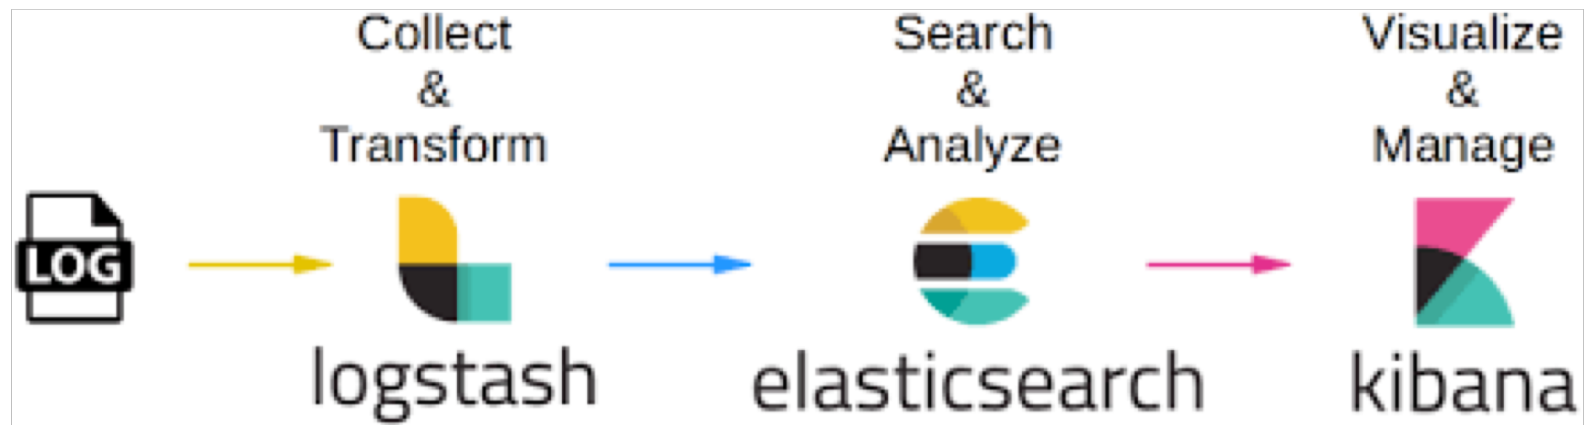 Collect
&
Transform
Search
&
Analyze
Visualize
&
Manage
LOG
logstash
elasticsearch
kibana